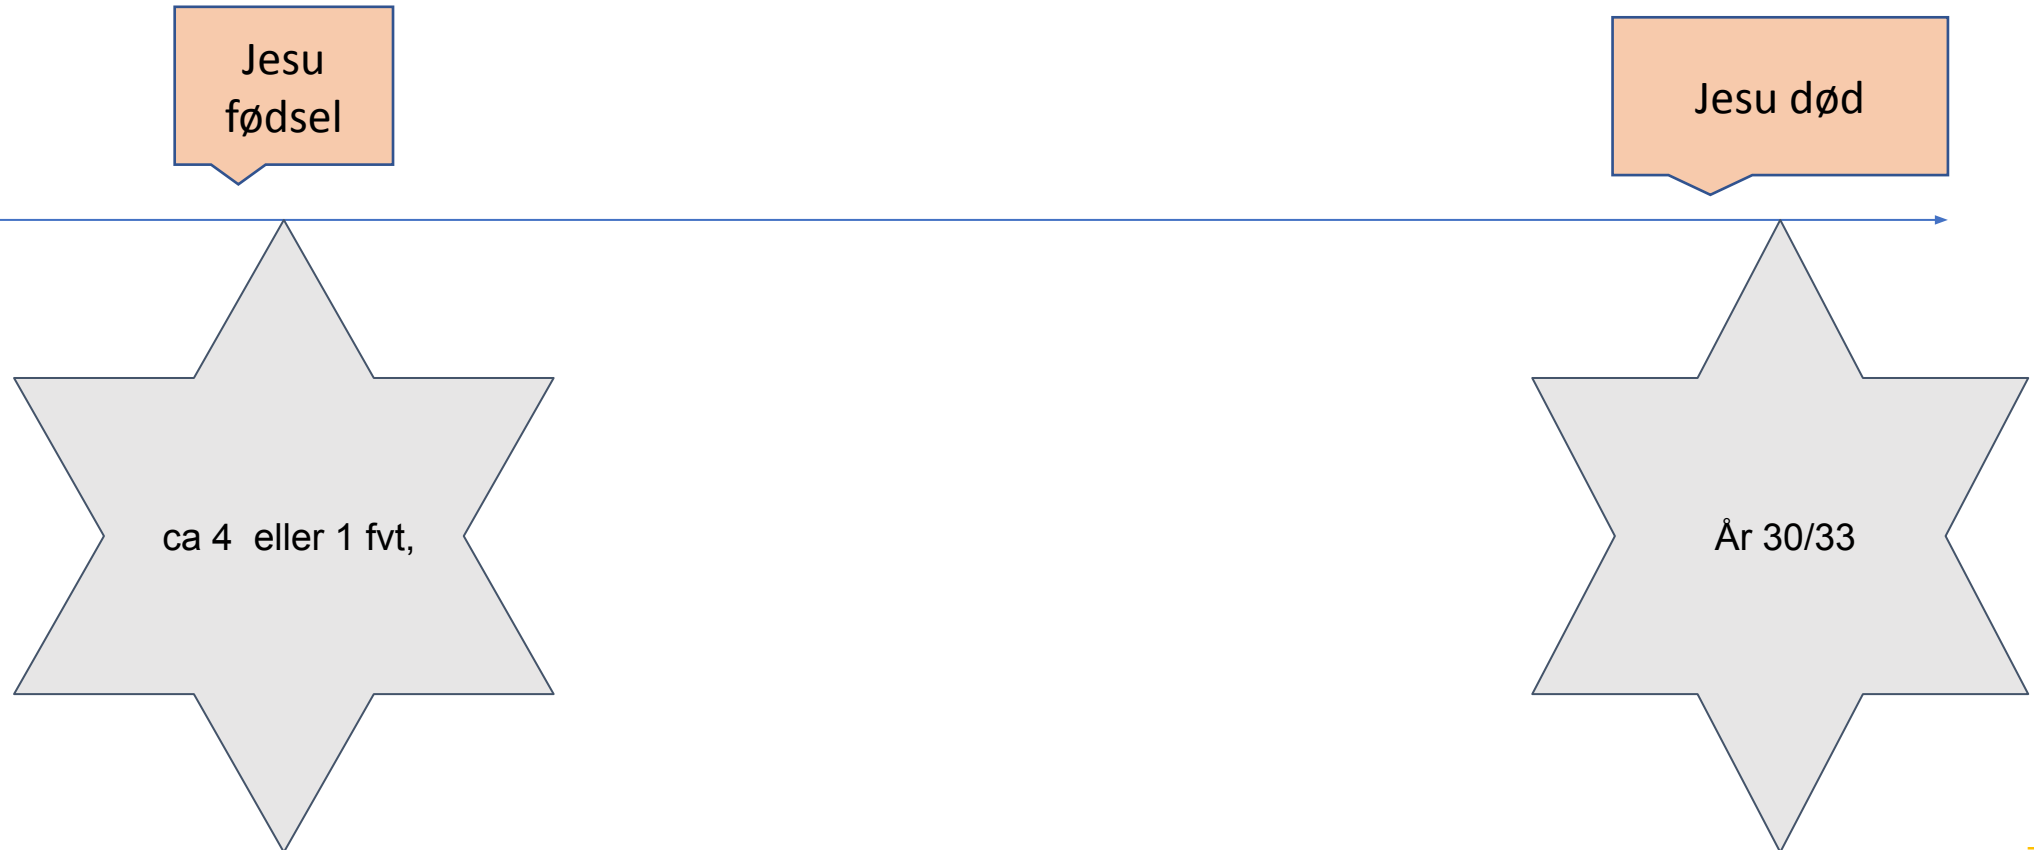 Jesu
fødsel
Jesu død
ca 4  eller 1 fvt,
År 30/33